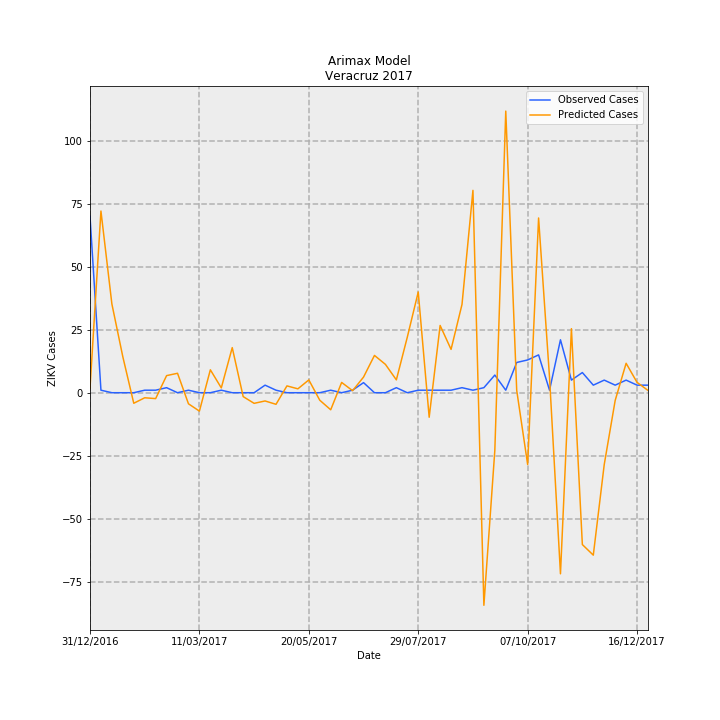 Arimax Model
Veracruz 2017
Observed Cases
Predicted Cases
100
75
50
25
0
−25
−50
−75
ZIKV Cases
31/12/2016
11/03/2017
20/05/2017
29/07/2017
07/10/2017
16/12/2017
Date